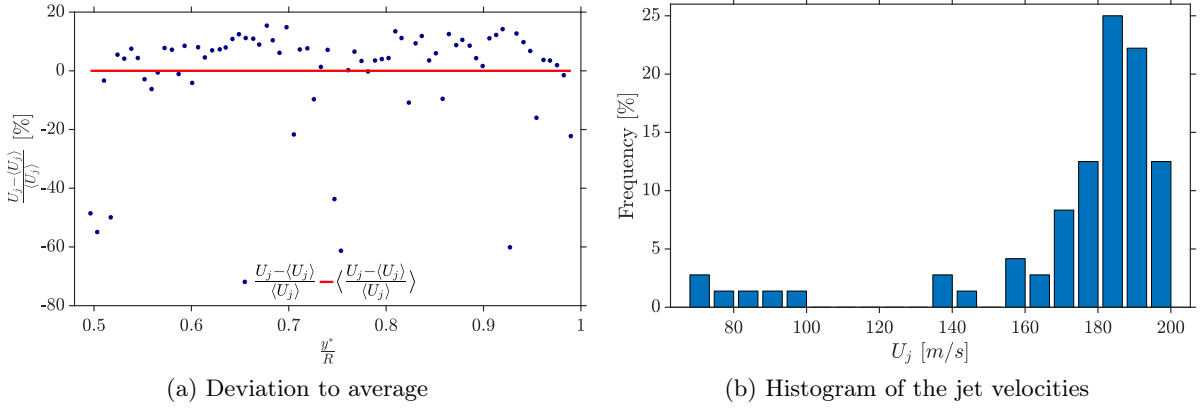 20
0
-20
-40
-60
-80
0.5 0.6 0.7 0.8 0.9 1
y*/R
(U_j−⟨U_j⟩)/⟨U_j⟩ [%]
(U_j−⟨U_j⟩)/⟨U_j⟩ ⟨(U_j−⟨U_j⟩)/⟨U_j⟩⟩
(a) Deviation to average
25
20
15
10
5
0
80 100 120 140 160 180 200
U_j [m/s]
Frequency [%]
(b) Histogram of the jet velocities